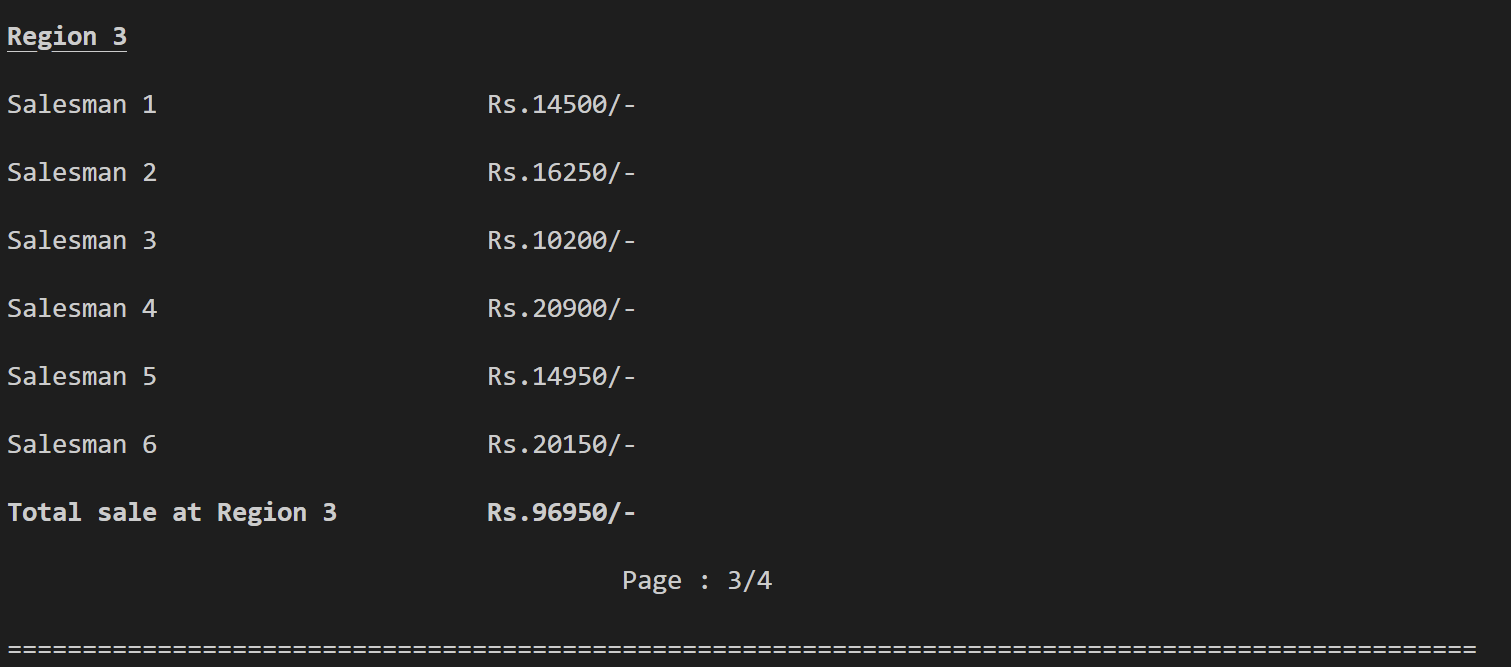 Region 3
Salesman 1 Rs.14500/-
Salesman 2 Rs.16250/-
Salesman 3 Rs.10200/-
Salesman 4 Rs.20900/-
Salesman 5 Rs.14950/-
Salesman 6 Rs.20150/-
Total sale at Region 3 Rs.96950/-
Page : 3/4
==================================================================================================